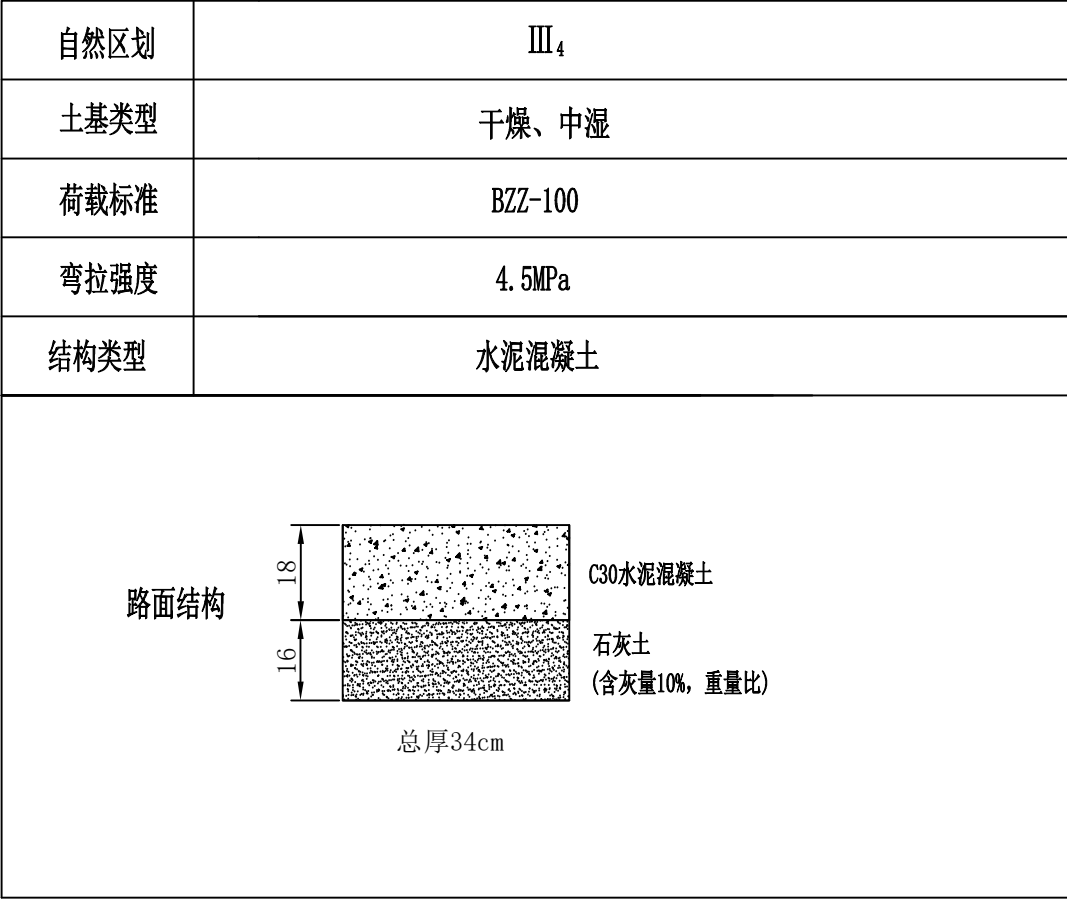 自然区划 Ⅲ4
土基类型 干燥、中湿
荷载标准 BZZ-100
弯拉强度 4.5MPa
结构类型 水泥混凝土
路面结构
18
C30水泥混凝土
16
石灰土
(含灰量10%，重量比)
总厚34cm